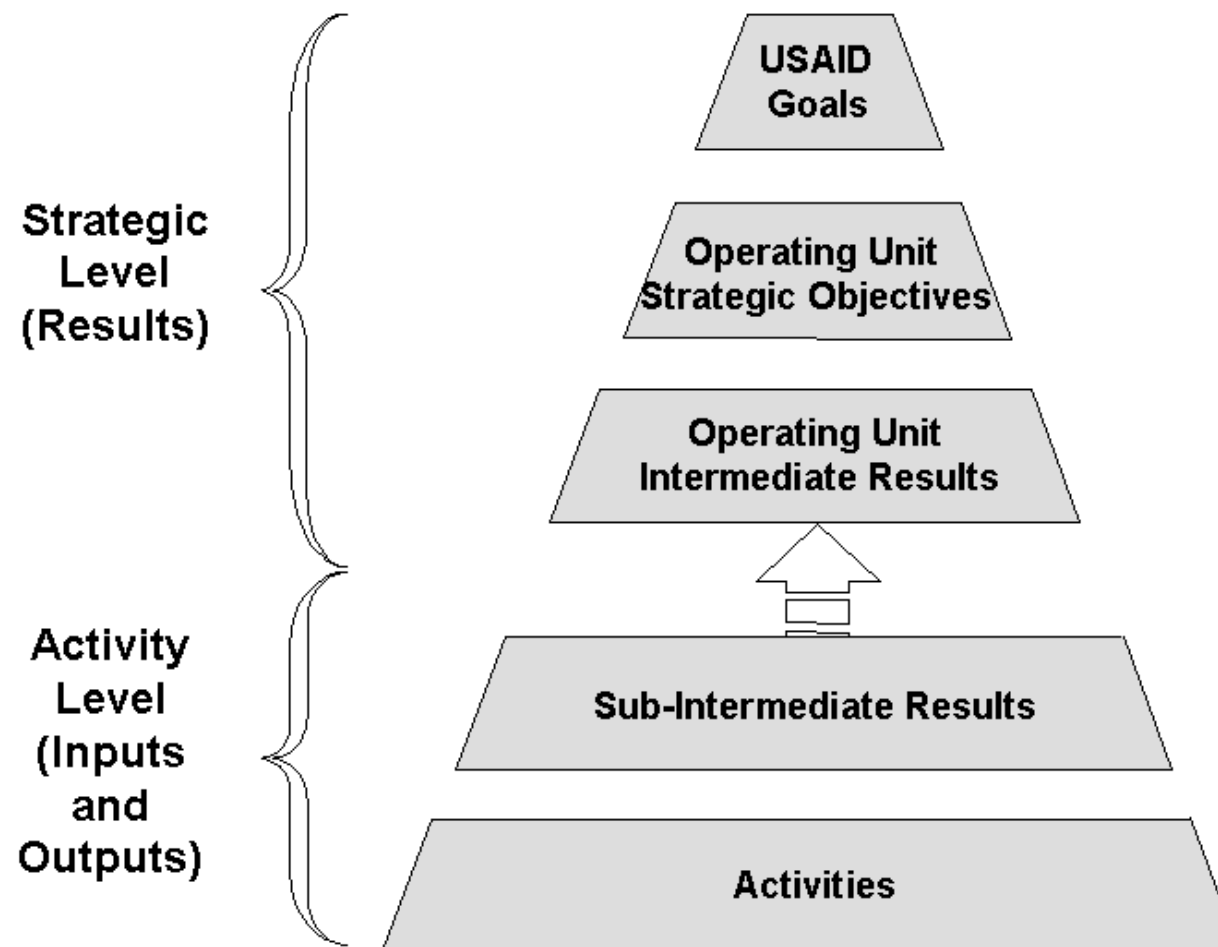 USAID
Goals
Strategic
Level
(Results)
Operating Unit
Strategic Objectives
Operating Unit
Intermediate Results
Activity
Level
(Inputs
and
Outputs)
Sub-Intermediate Results
Activities